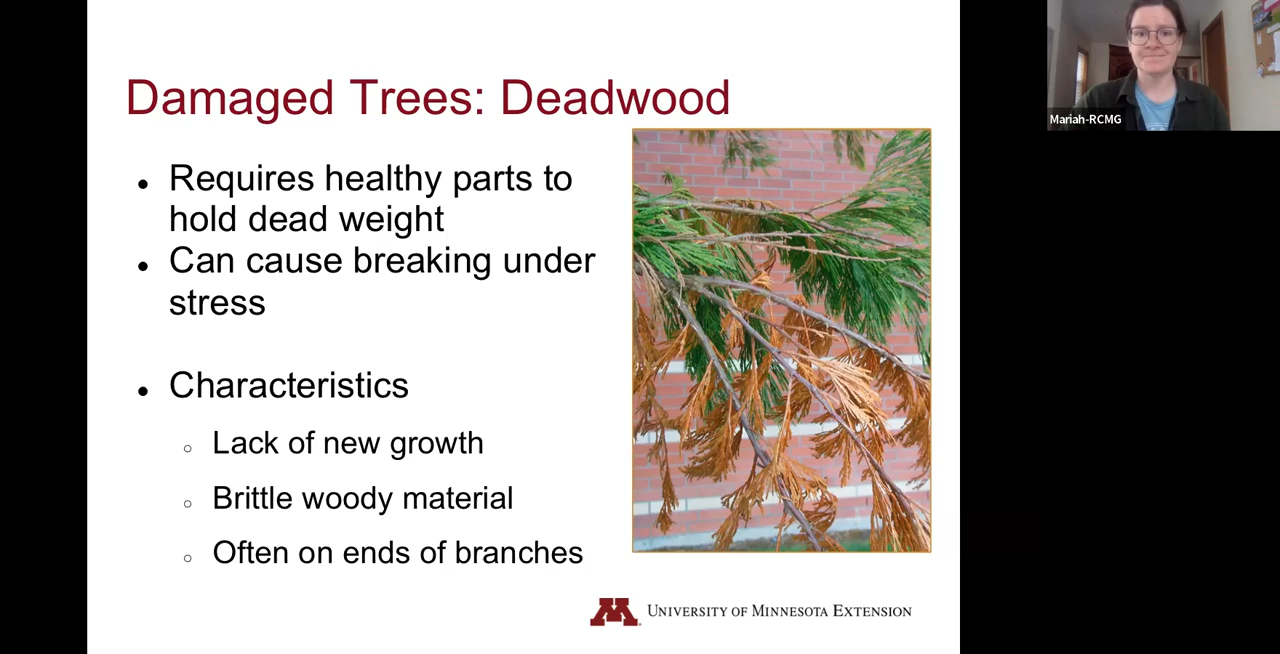 Damaged Trees: Deadwood
Requires healthy parts to
hold dead weight
Can cause breaking under
stress
Characteristics
Lack of new growth
Brittle woody material
Often on ends of branches
M
UNIVERSITY OF MINNESOTA EXTENSION
Mariah-RCMG